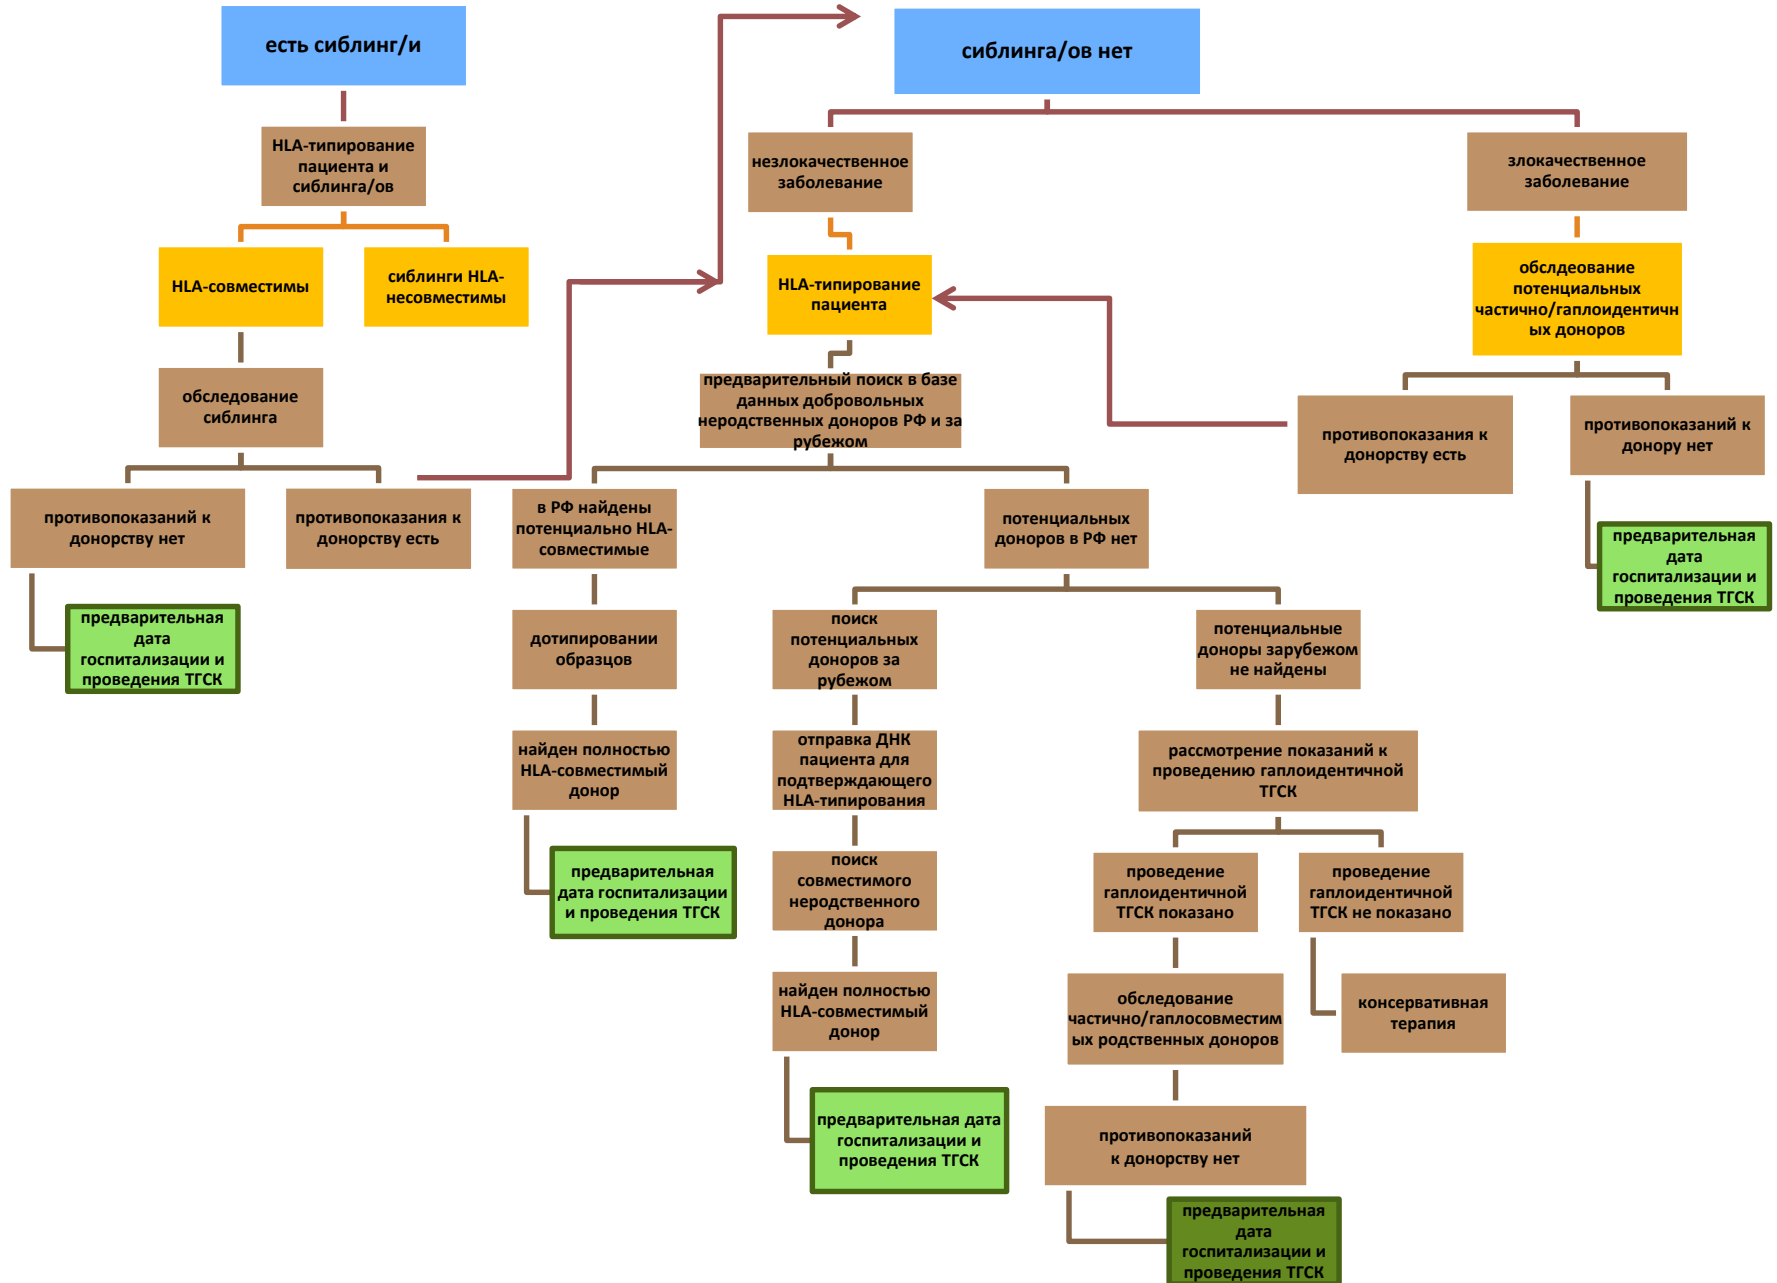 есть сиблинг/и
сиблинга/ов нет
HLA-типирование
пациента и
сиблинга/ов
незлокачественное
заболевание
злокачественное
заболевание
HLA-совместимы
сиблинги HLA-
несовместимы
HLA-типирование
пациента
обслдеование
потенциальных
частично/гаплоидентичн
ых доноров
обследование
сиблинга
предварительный поиск в базе
данных добровольных
неродственных доноров РФ и за
рубежом
противопоказания к
донорству есть
противопоказаний к
донору нет
противопоказаний к
донорству нет
противопоказания к
донорству есть
в РФ найдены
потенциально HLA-
совместимые
потенциальных
доноров в РФ нет
предварительная
дата
госпитализации и
проведения ТГСК
предварительная
дата
госпитализации и
проведения ТГСК
дотипировании
образцов
поиск
потенциальных
доноров за
рубежом
потенциальные
доноры зарубежом
не найдены
найден полностью
HLA-совместимый
донор
отправка ДНК
пациента для
подтверждающего
HLA-типирования
рассмотрение показаний к
проведению гаплоидентичной
ТГСК
предварительная
дата госпитализации
и проведения ТГСК
поиск
совместимого
неродственного
донора
проведение
гаплоидентичной
ТГСК показано
проведение
гаплоидентичной
ТГСК не показано
найден полностью
HLA-совместимый
донор
обследование
частично/гаплосовместим
ых родственных доноров
консервативная
терапия
предварительная дата
госпитализации и
проведения ТГСК
противопоказаний
к донорству нет
предварительная
дата
госпитализации и
проведения ТГСК